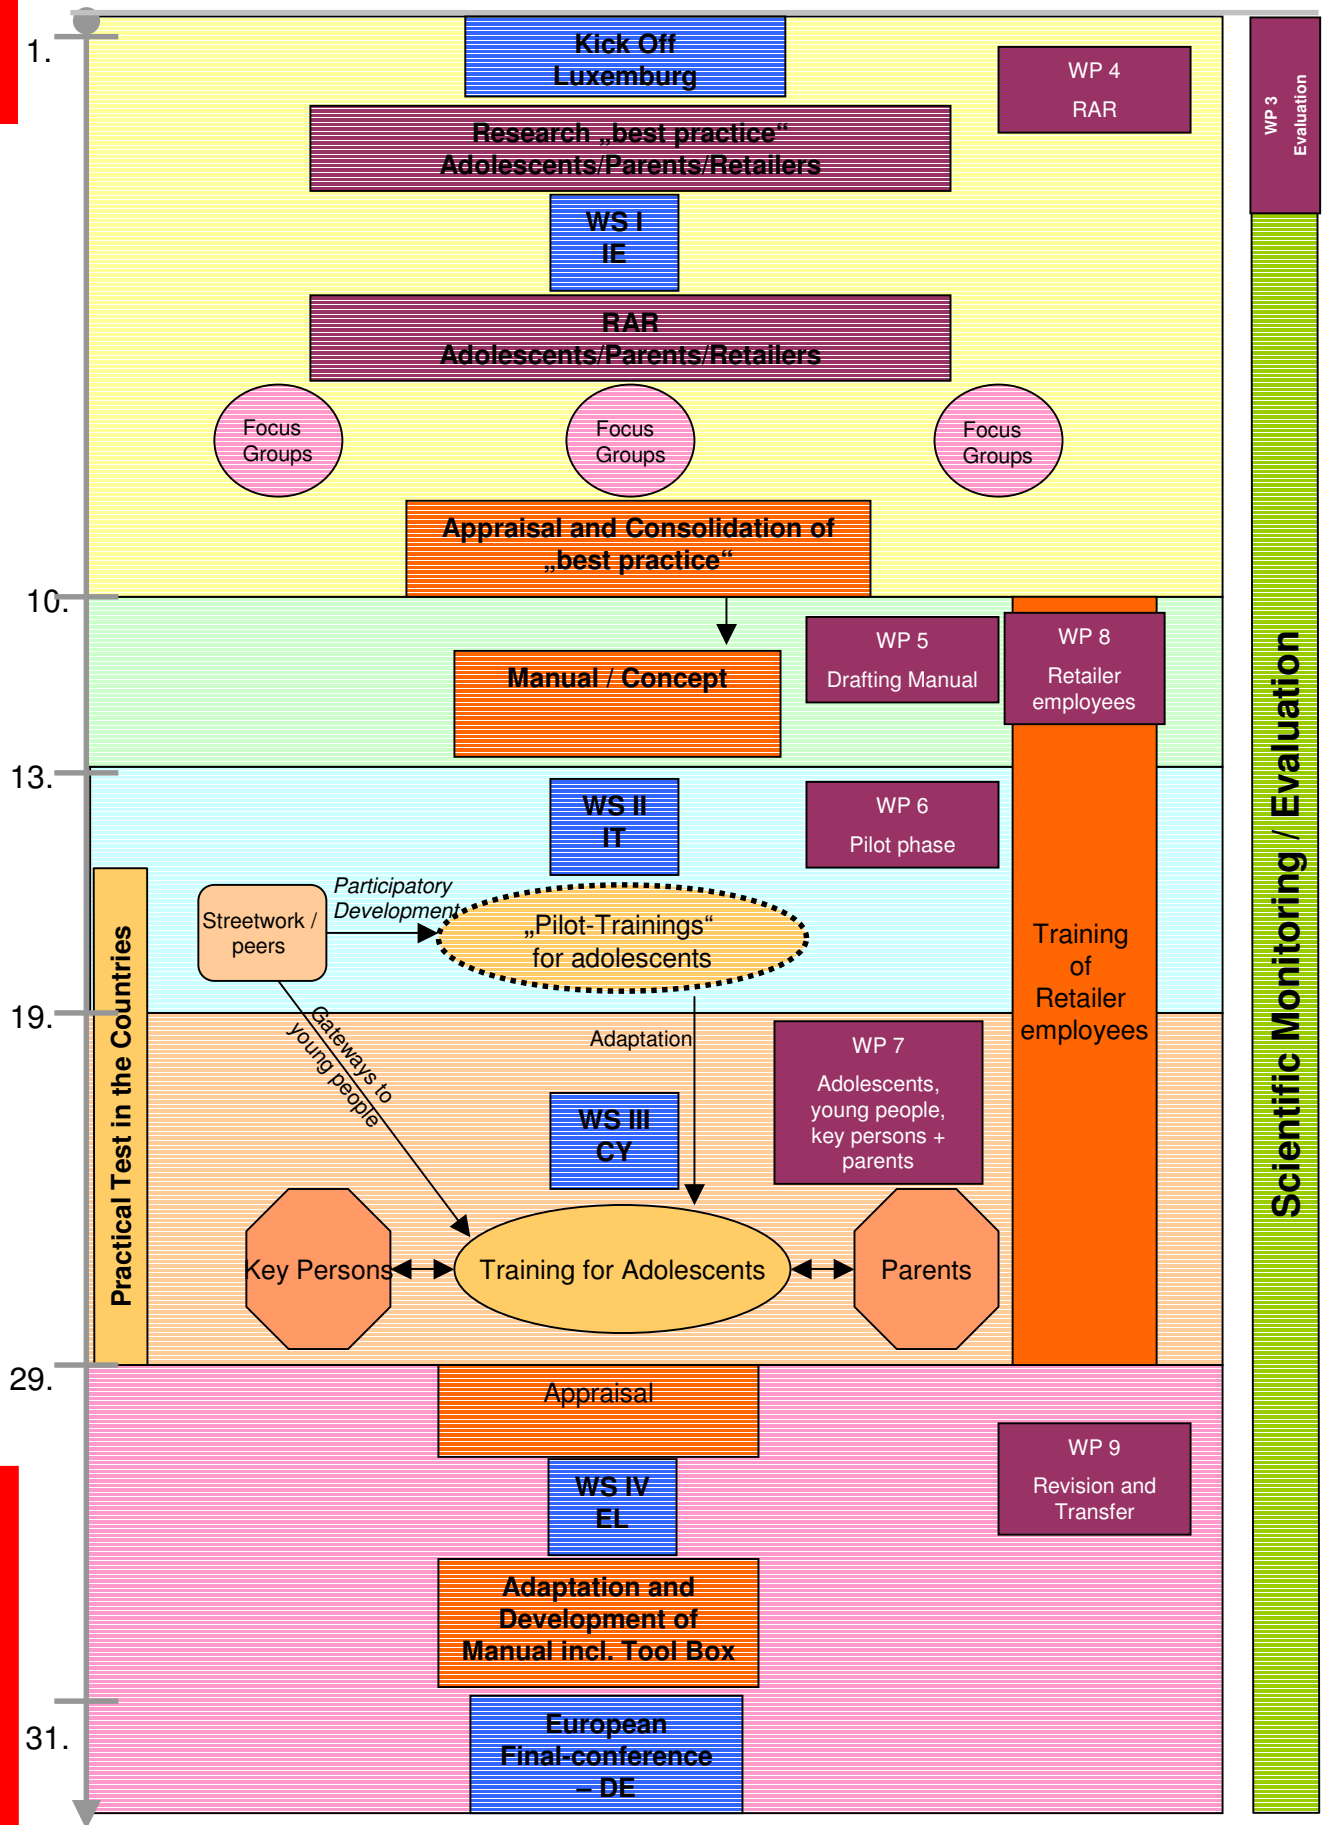 1.
Kick Off
Luxemburg
WP 4
RAR
WP 3
Evaluation
Research „best practice“
Adolescents/Parents/Retailers
WS I
IE
RAR
Adolescents/Parents/Retailers
Focus
Groups
Focus
Groups
Focus
Groups
Appraisal and Consolidation of
„best practice“
10.
Manual / Concept
WP 5
Drafting Manual
WP 8
Retailer
employees
Scientific Monitoring / Evaluation
13.
WS II
IT
WP 6
Pilot phase
Practical Test in the Countries
Streetwork /
peers
Participatory
Development
„Pilot-Trainings“
for adolescents
Training
of
Retailer
employees
19.
Gateways to
young people
Adaptation
WP 7
Adolescents,
young people,
key persons +
parents
WS III
CY
Key Persons
Training for Adolescents
Parents
29.
Appraisal
WS IV
EL
WP 9
Revision and
Transfer
Adaptation and
Development of
Manual incl. Tool Box
31.
European
Final-conference
– DE